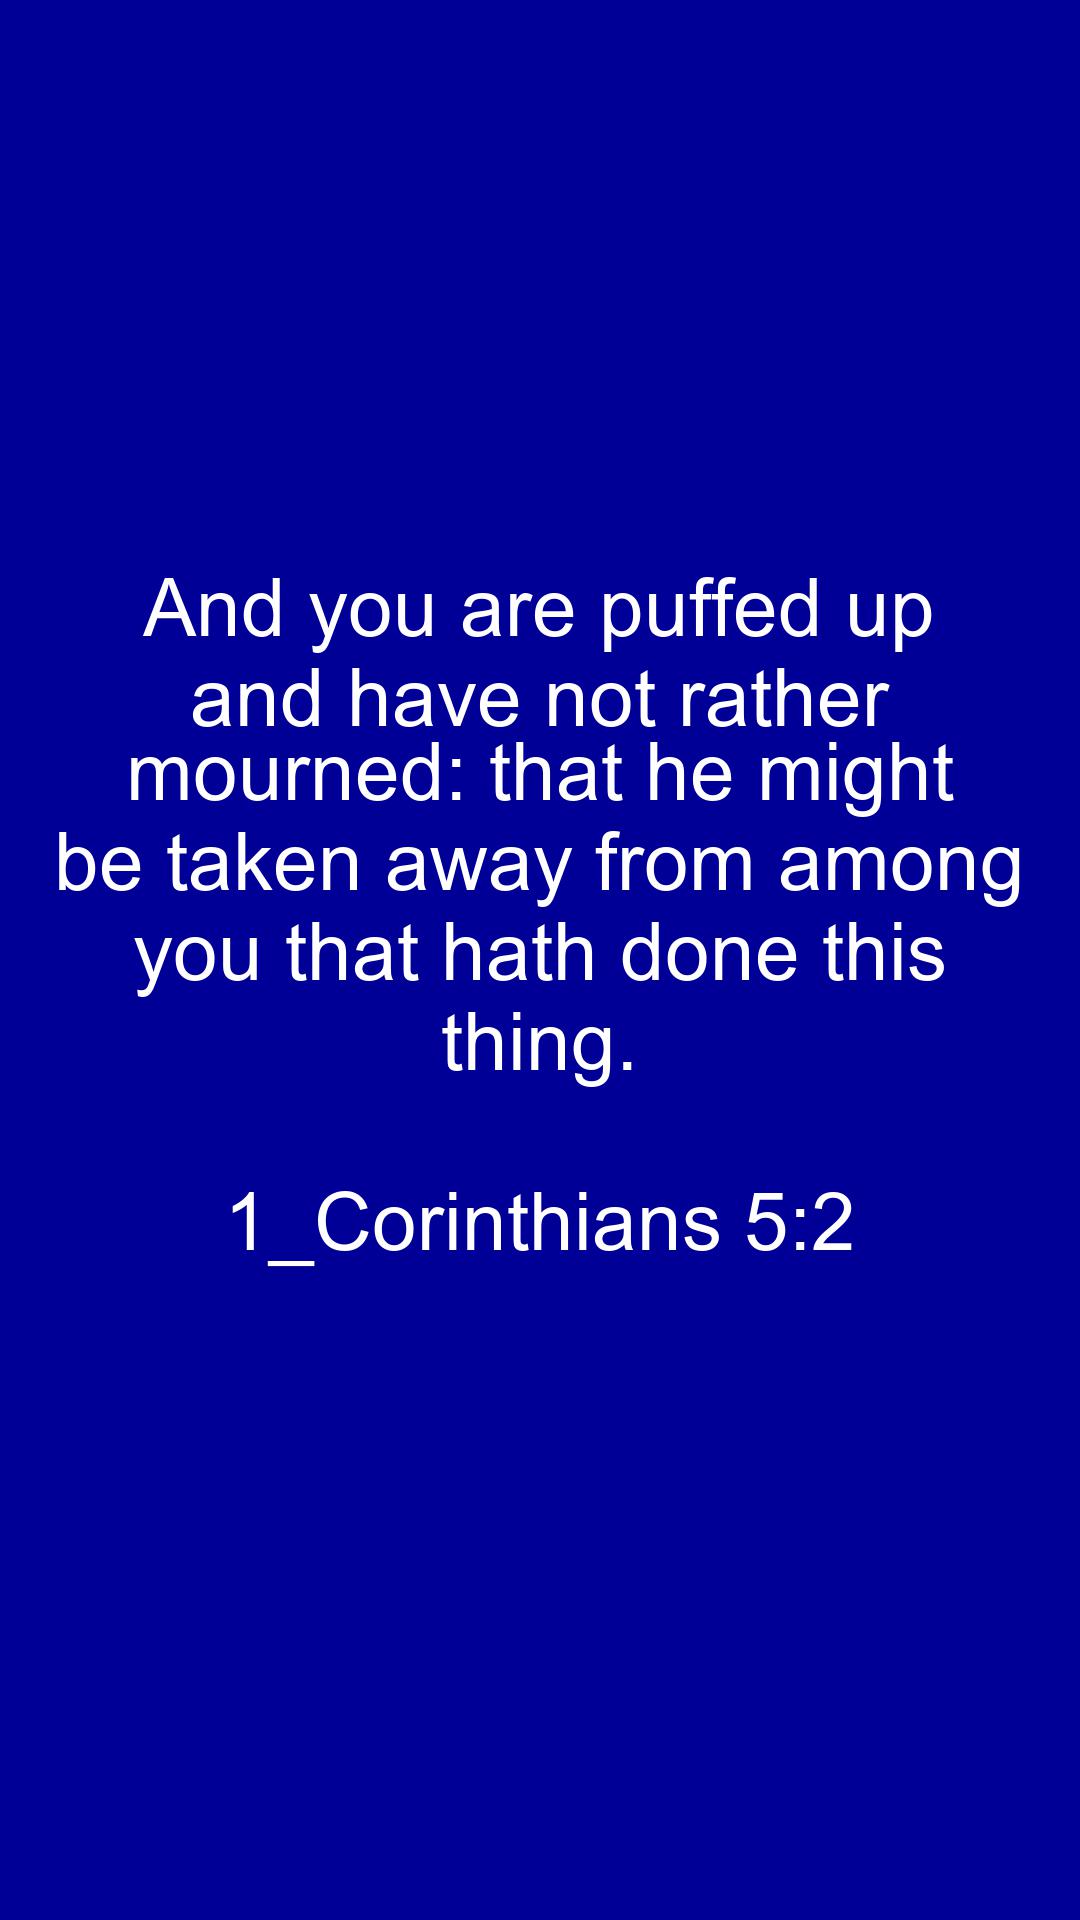 And you are puffed up
and have not rather
mourned: that he might
be taken away from among
you that hath done this
thing.
1_Corinthians 5:2